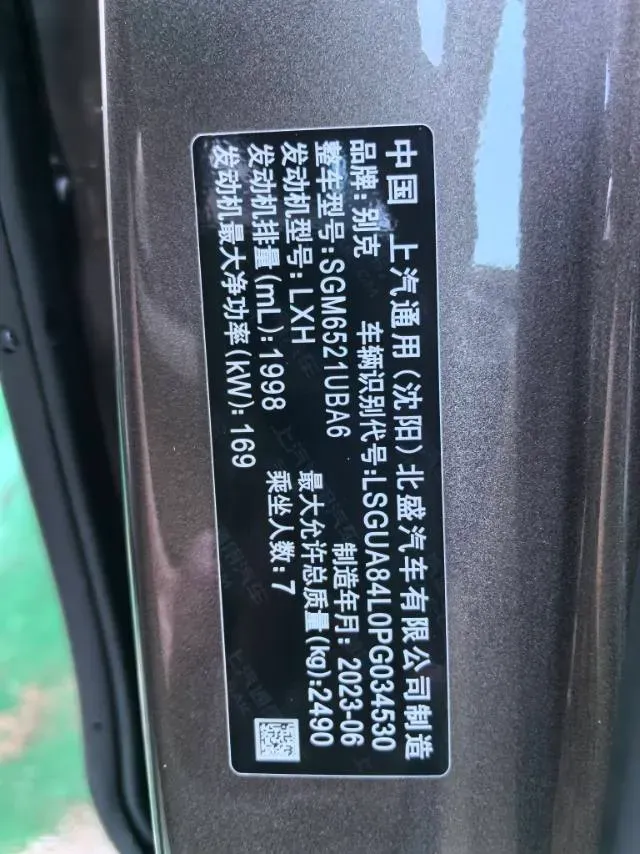 中国 上汽通用(沈阳)北盛汽车有限公司制造
品牌:别克 车辆识别代号:LSGUA84L0PG034530
整车型号:SGM6521UBA6 制造年月:2023-06
发动机型号:LXH 最大允许总质量(kg):2490
发动机排量(mL):1998 乘坐人数:7
发动机最大净功率(kW):169